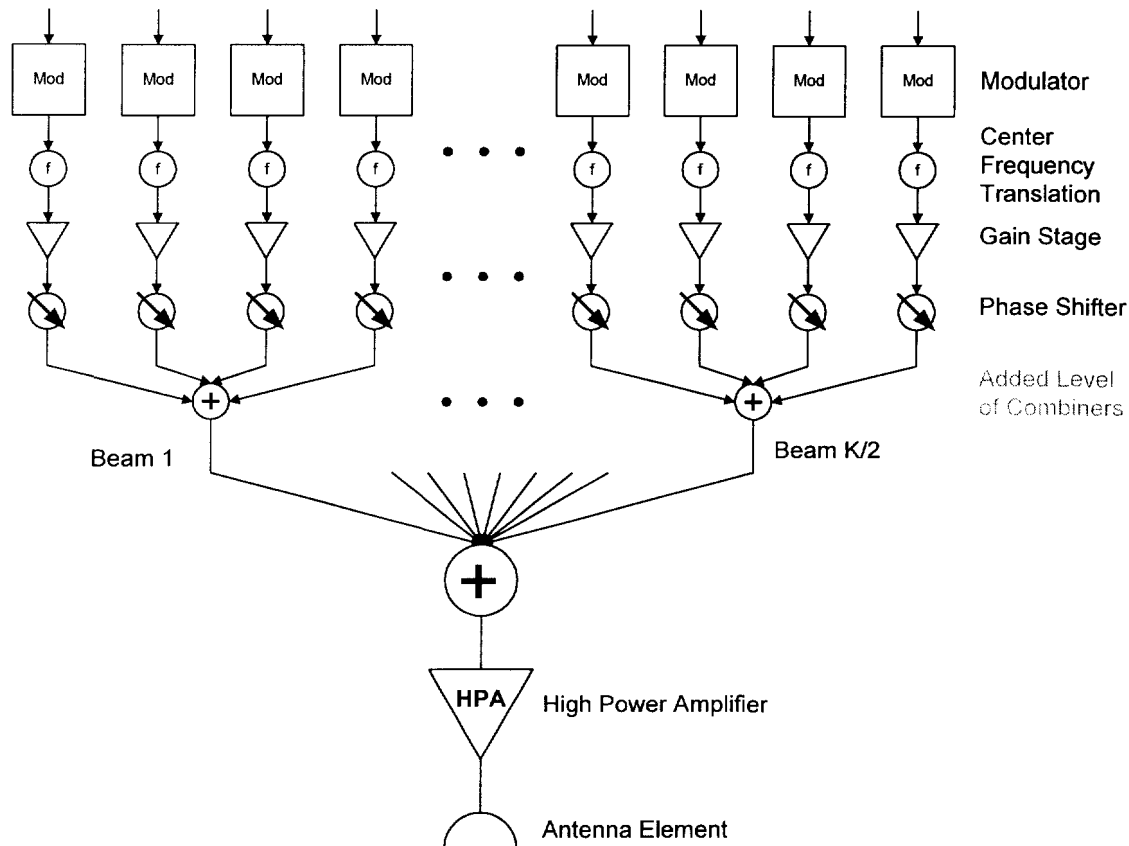 Mod Mod Mod Mod Mod Mod Mod Mod Modulator
f f f f f f f f Center
Frequency
Translation
Gain Stage
Phase Shifter
+ + Added Level
of Combiners
Beam 1 Beam K/2
+
HPA High Power Amplifier
Antenna Element